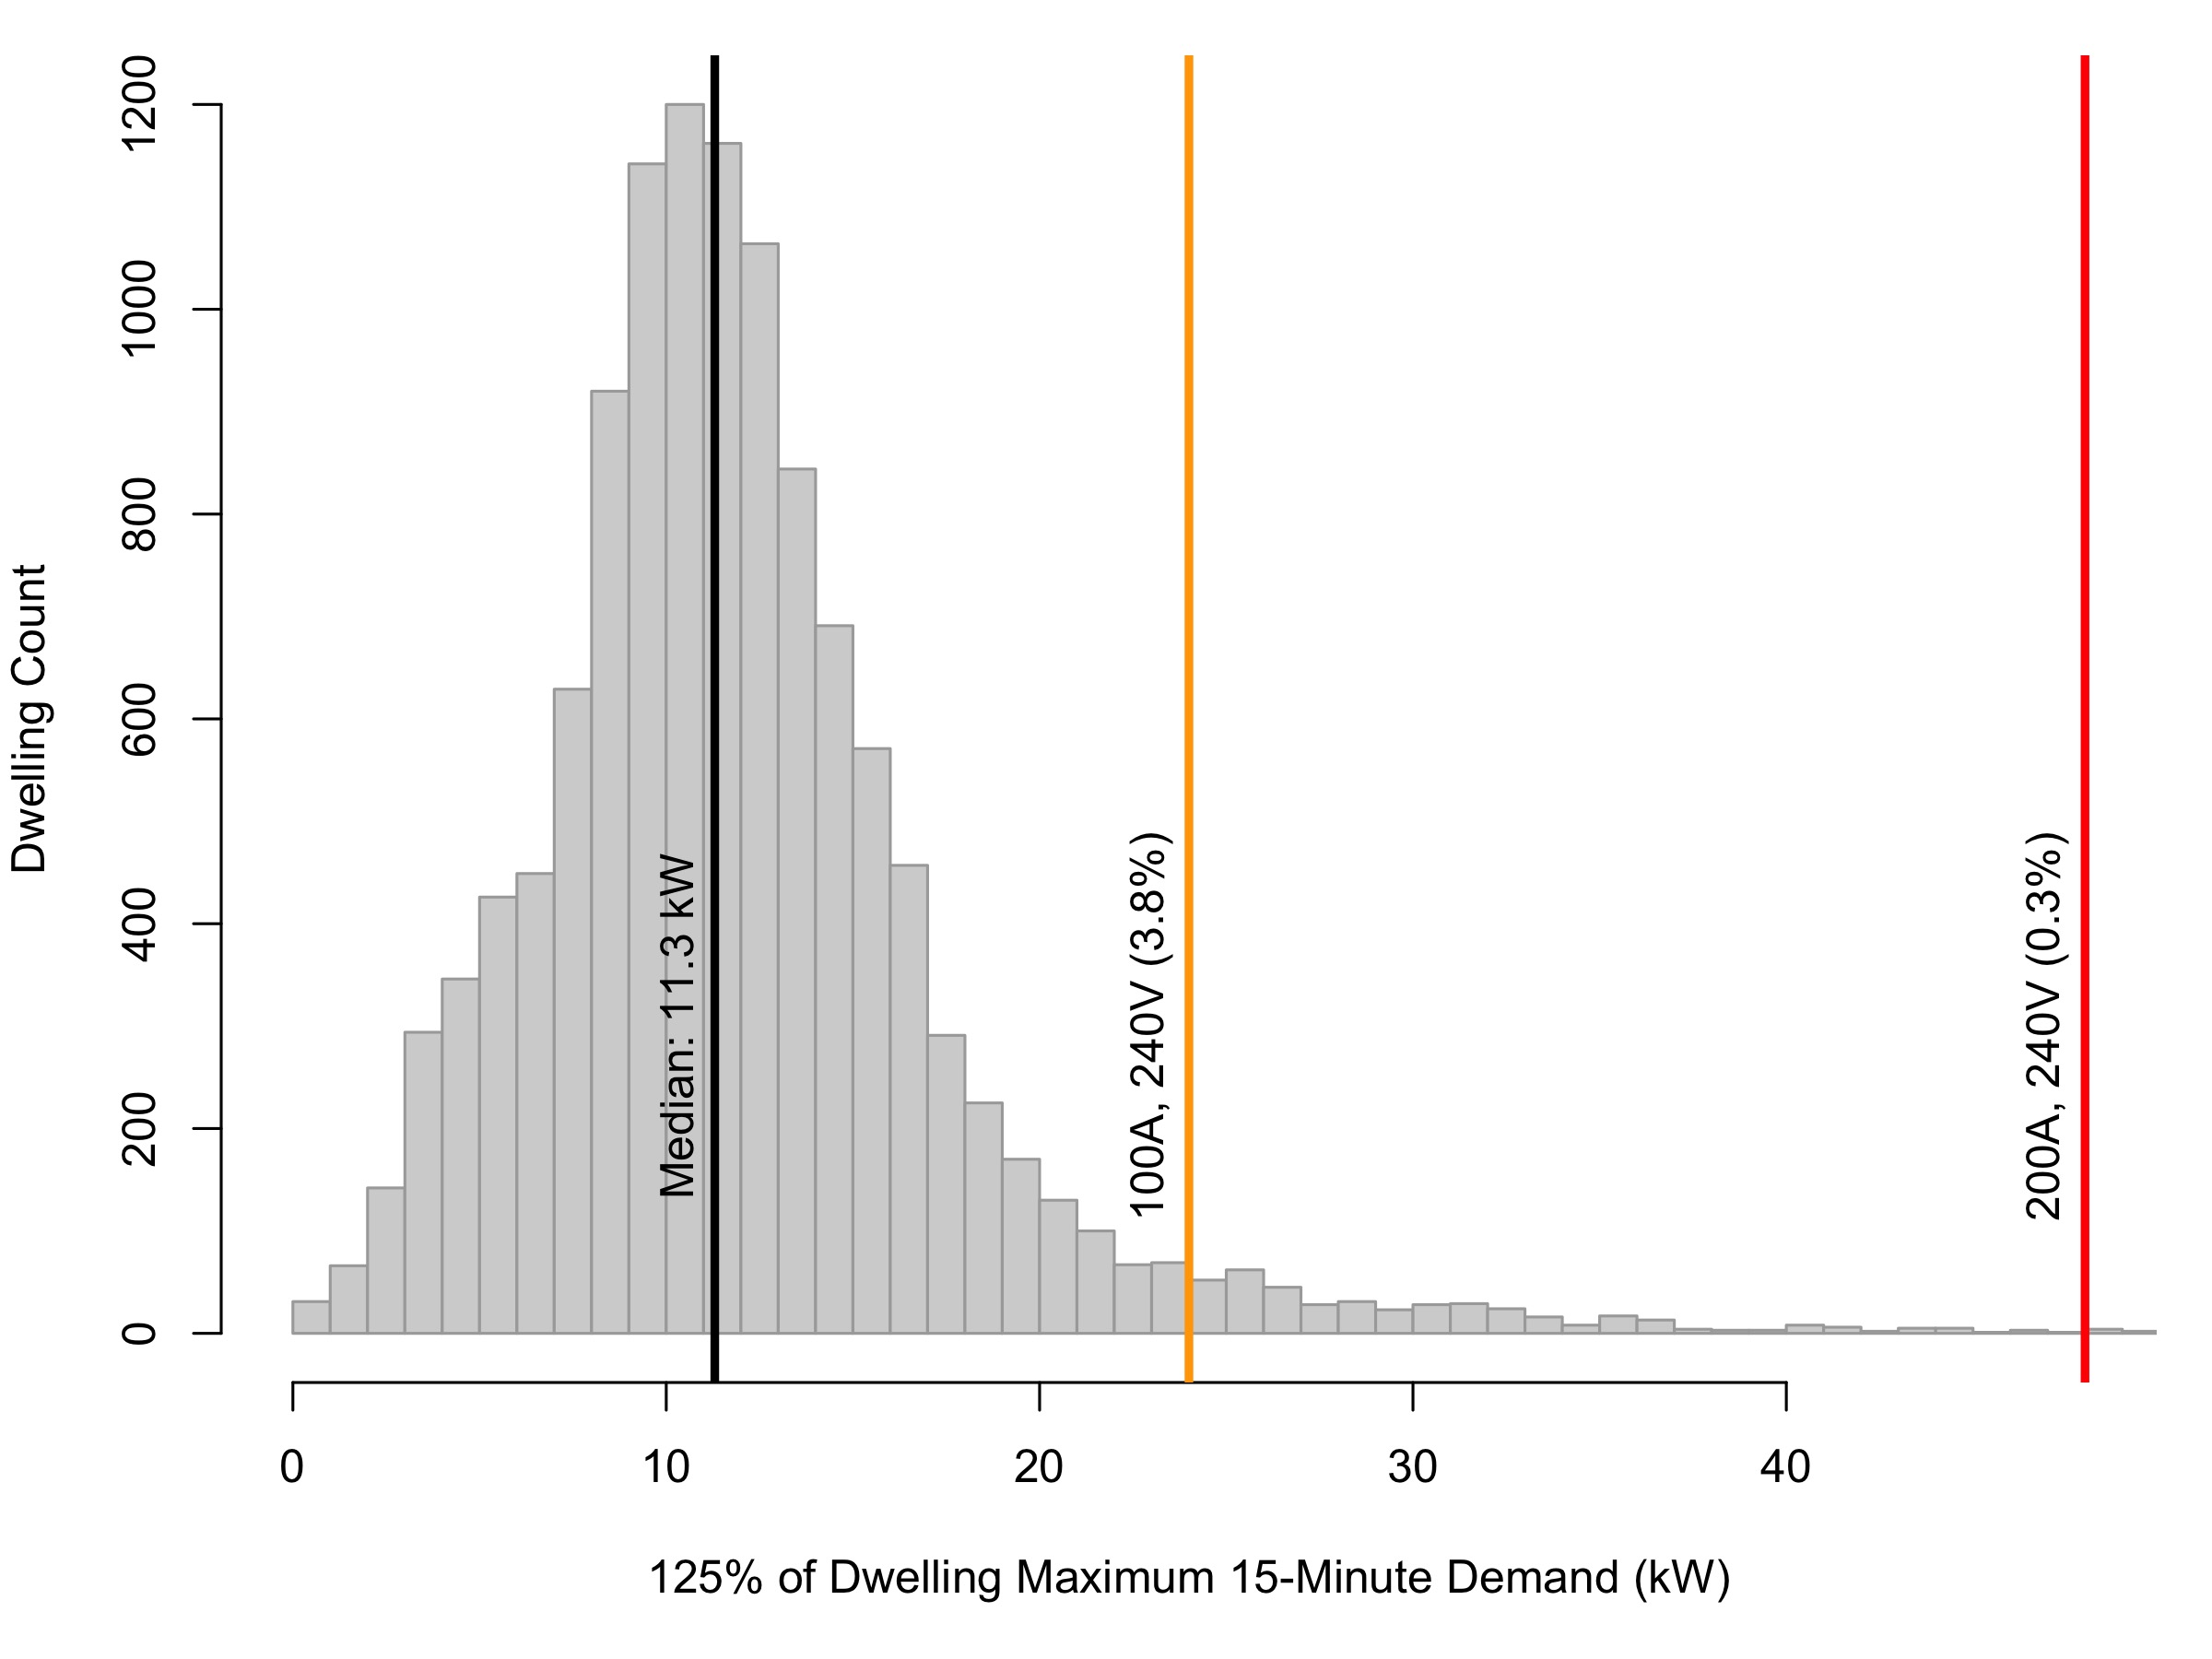 Dwelling Count
1200
1000
800
600
400
200
0
Median: 11.3 kW
100A, 240V (3.8%)
200A, 240V (0.3%)
0 10 20 30 40
125% of Dwelling Maximum 15-Minute Demand (kW)